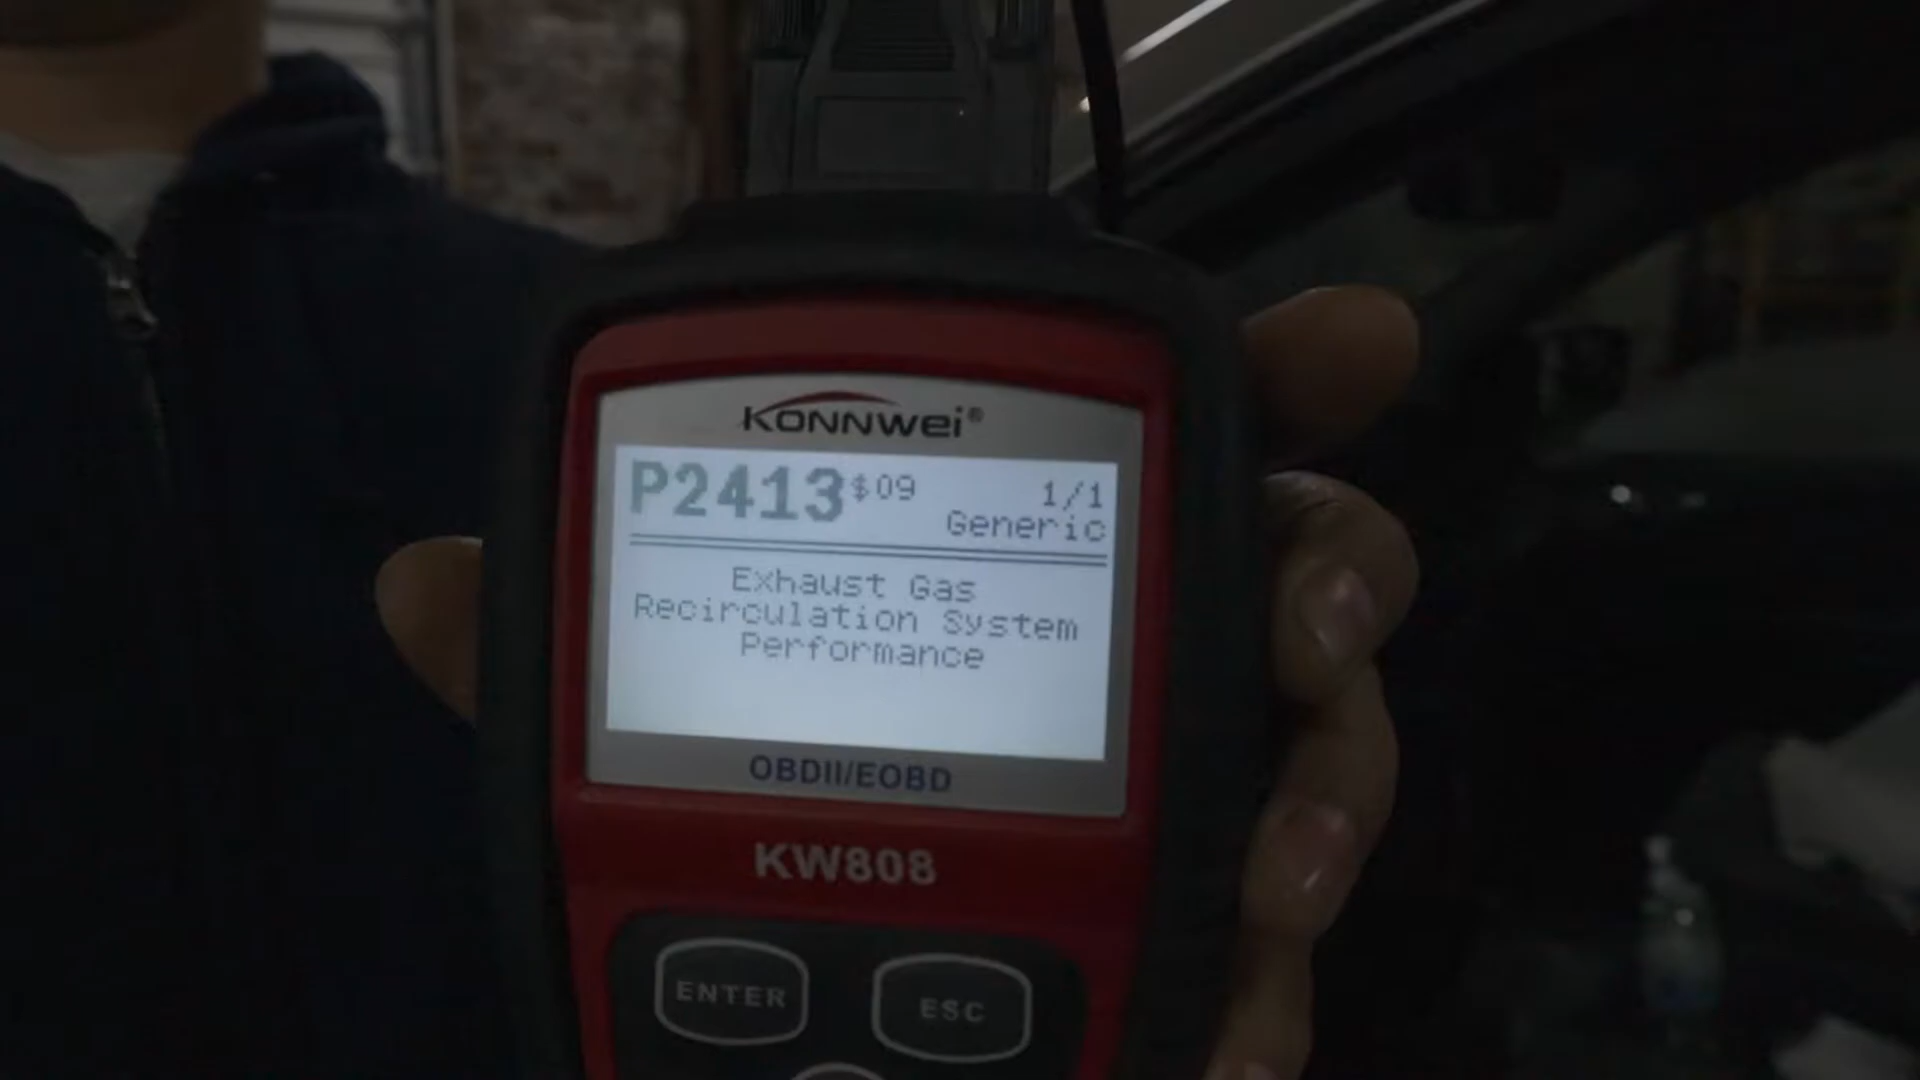 KONNWEI®
P2413 $09 1/1
Generic
Exhaust Gas
Recirculation System
Performance
OBDII/EOBD
KW808
ENTER ESC